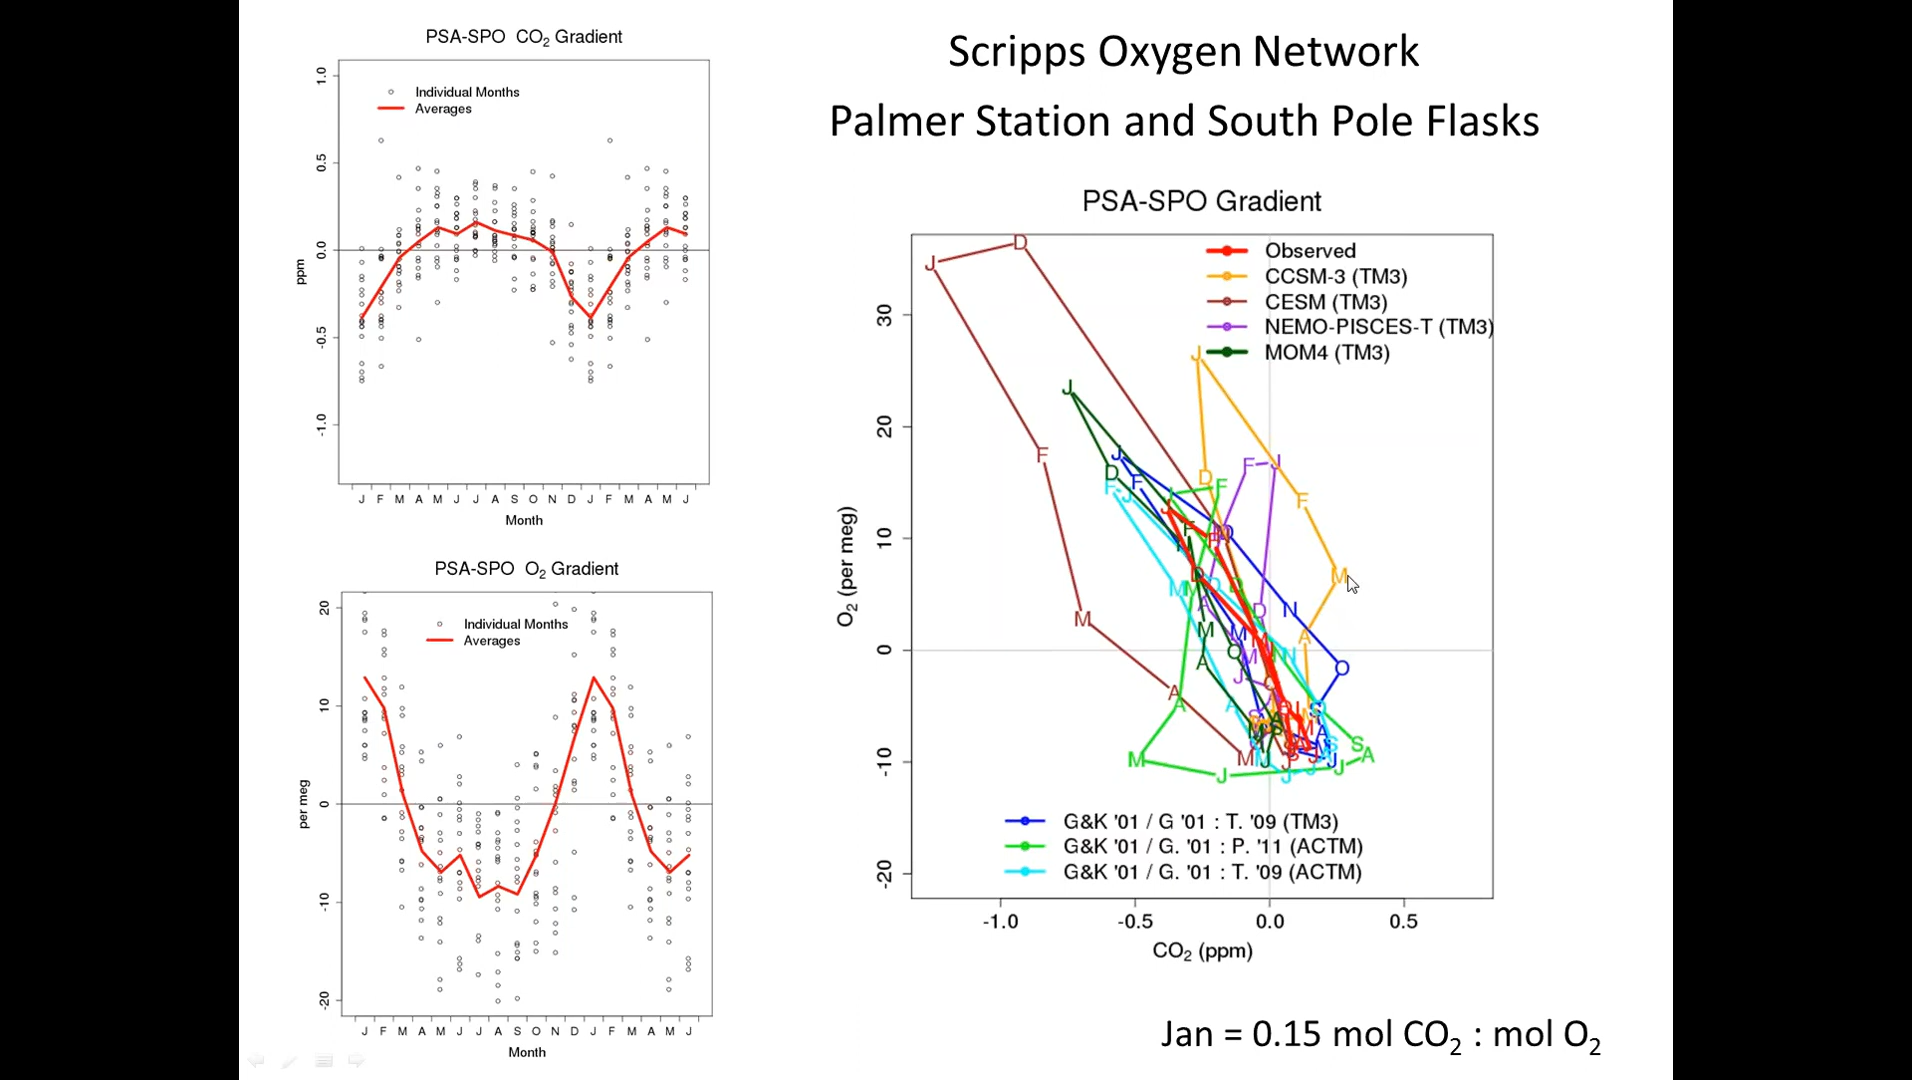 Scripps Oxygen Network
Palmer Station and South Pole Flasks
PSA-SPO CO₂ Gradient
Individual Months
Averages
1.0
0.5
0.0
-0.5
-1.0
ppm
J F M A M J J A S O N D J F M A M J
Month
PSA-SPO O₂ Gradient
Individual Months
Averages
20
10
0
-10
-20
per meg
J F M A M J J A S O N D J F M A M J
Month
PSA-SPO Gradient
Observed
CCSM-3 (TM3)
CESM (TM3)
NEMO-PISCES-T (TM3)
MOM4 (TM3)
30
20
10
0
-10
-20
O₂ (per meg)
G&K '01 / G '01 : T. '09 (TM3)
G&K '01 / G. '01 : P. '11 (ACTM)
G&K '01 / G. '01 : T. '09 (ACTM)
-1.0 -0.5 0.0 0.5
CO₂ (ppm)
Jan = 0.15 mol CO₂ : mol O₂